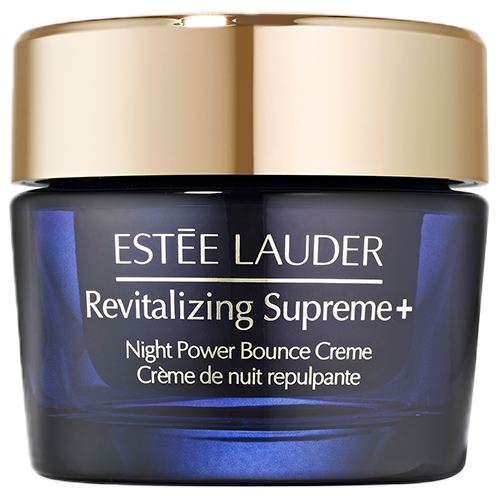 ESTĒE LAUDER
Revitalizing Supreme+
Night Power Bounce Creme
Crème de nuit repulpante